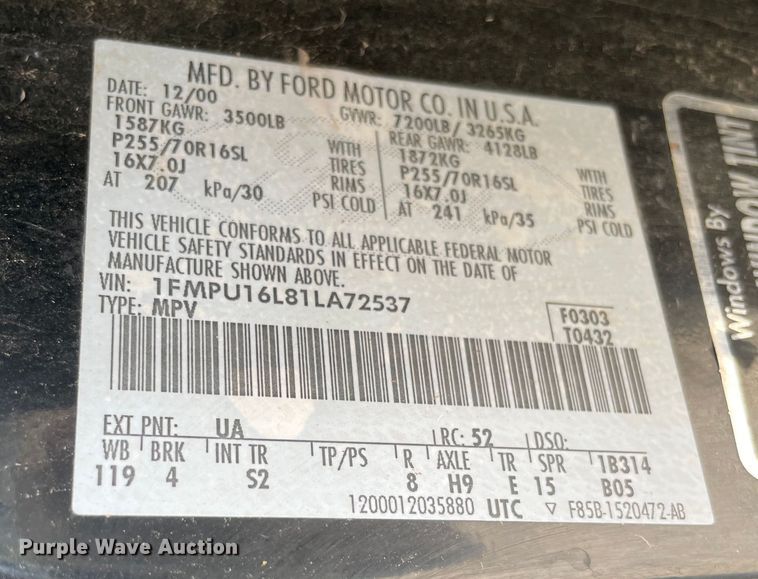 MFD. BY FORD MOTOR CO. IN U.S.A.
DATE: 12/00 GVWR: 7200LB / 3265KG
FRONT GAWR: 3500LB REAR GAWR: 4128LB
1587KG WITH 1872KG WITH
P255/70R16SL TIRES P255/70R16SL TIRES
16X7.0J RIMS 16X7.0J RIMS
AT 207 kPa/30 PSI COLD AT 241 kPa/35 PSI COLD
THIS VEHICLE CONFORMS TO ALL APPLICABLE FEDERAL MOTOR
VEHICLE SAFETY STANDARDS IN EFFECT ON THE DATE OF
MANUFACTURE SHOWN ABOVE.
VIN: 1FMPU16L81LA72537
TYPE: MPV
F0303
T0432
EXT PNT: UA RC: 52 DSO:
WB BRK INT TR TP/PS R AXLE TR SPR 1B314
119 4 S2 8 H9 E 15 B05
1200012035880 UTC ▽ F85B-1520472-AB
Windows By
WINDOW TINT
Purple Wave Auction